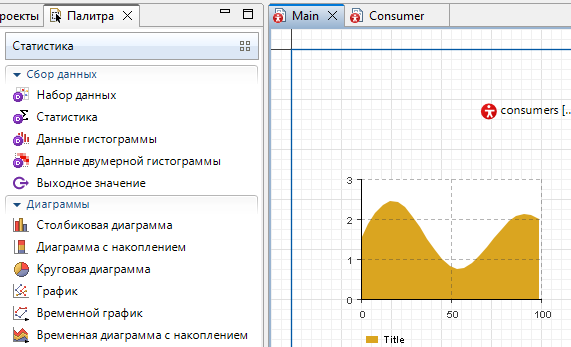 роекты
Палитра
Статистика
Сбор данных
Набор данных
Статистика
Данные гистограммы
Данные двумерной гистограммы
Выходное значение
Диаграммы
Столбиковая диаграмма
Диаграмма с накоплением
Круговая диаграмма
График
Временной график
Временная диаграмма с накоплением
Main
Consumer
consumers [..
3
2
1
0
0
50
100
Title